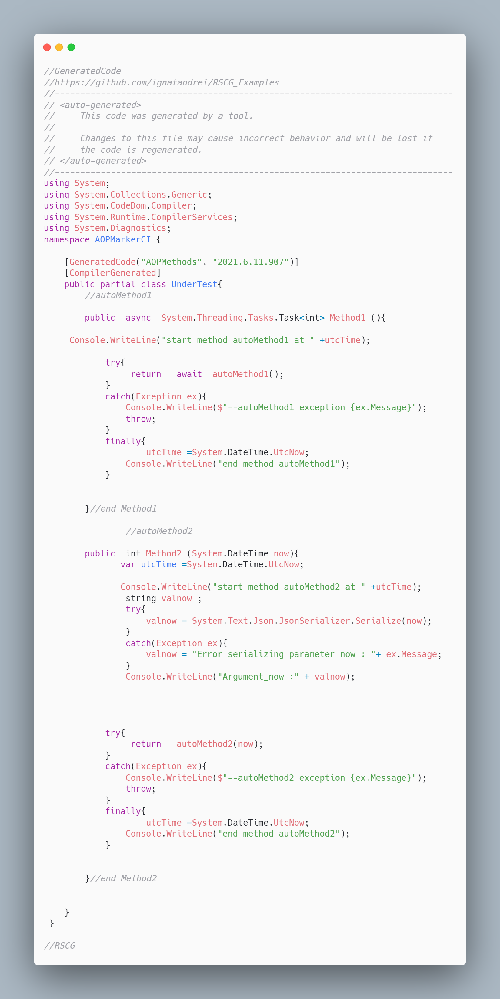 //GeneratedCode
//https://github.com/ignatandrei/RSCG_Examples
//------------------------------------------------------------------------------
// <auto-generated>
//     This code was generated by a tool.
//
//     Changes to this file may cause incorrect behavior and will be lost if
//     the code is regenerated.
// </auto-generated>
//------------------------------------------------------------------------------
using System;
using System.Collections.Generic;
using System.CodeDom.Compiler;
using System.Runtime.CompilerServices;
using System.Diagnostics;
namespace AOPMarkerCI {

    [GeneratedCode("AOPMethods", "2021.6.11.907")]
    [CompilerGenerated]
    public partial class UnderTest{
        //autoMethod1

        public  async  System.Threading.Tasks.Task<int> Method1 (){

     Console.WriteLine("start method autoMethod1 at " +utcTime);

            try{
                 return   await  autoMethod1();
            }
            catch(Exception ex){
                Console.WriteLine($"--autoMethod1 exception {ex.Message}");
                throw;
            }
            finally{
                    utcTime =System.DateTime.UtcNow;
                Console.WriteLine("end method autoMethod1");
            }


        }//end Method1

                //autoMethod2

        public  int Method2 (System.DateTime now){
               var utcTime =System.DateTime.UtcNow;

               Console.WriteLine("start method autoMethod2 at " +utcTime);
                string valnow ;
                try{
                    valnow = System.Text.Json.JsonSerializer.Serialize(now);
                }
                catch(Exception ex){
                    valnow = "Error serializing parameter now : "+ ex.Message;
                }
                Console.WriteLine("Argument_now :" + valnow);




            try{
                 return   autoMethod2(now);
            }
            catch(Exception ex){
                Console.WriteLine($"--autoMethod2 exception {ex.Message}");
                throw;
            }
            finally{
                    utcTime =System.DateTime.UtcNow;
                Console.WriteLine("end method autoMethod2");
            }


        }//end Method2


    }
 }

//RSCG